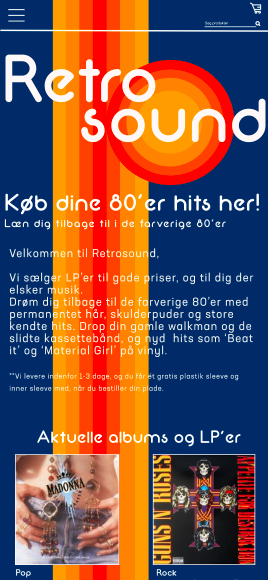 Søg produkter
Retro
sound
Køb dine 80'er hits her!
Læn dig tilbage til i de farverige 80'er
Velkommen til Retrosound,
Vi sælger LP'er til gode priser, og til dig der
elsker musik.
Drøm dig tilbage til de farverige 80'er med
permanentet hår, skulderpuder og store
kendte hits. Drop din gamle walkman og de
slidte kassettebånd, og nyd hits som 'Beat
it' og 'Material Girl' på vinyl.
**Vi levere indenfor 1-3 dage, og du får ét gratis plastik sleeve og
inner sleeve med, når du bestiller din plade.
Aktuelle albums og LP'er
MADONNA
GUNS N' ROSES
APPETITE FOR DESTRUCTION
Pop
Rock